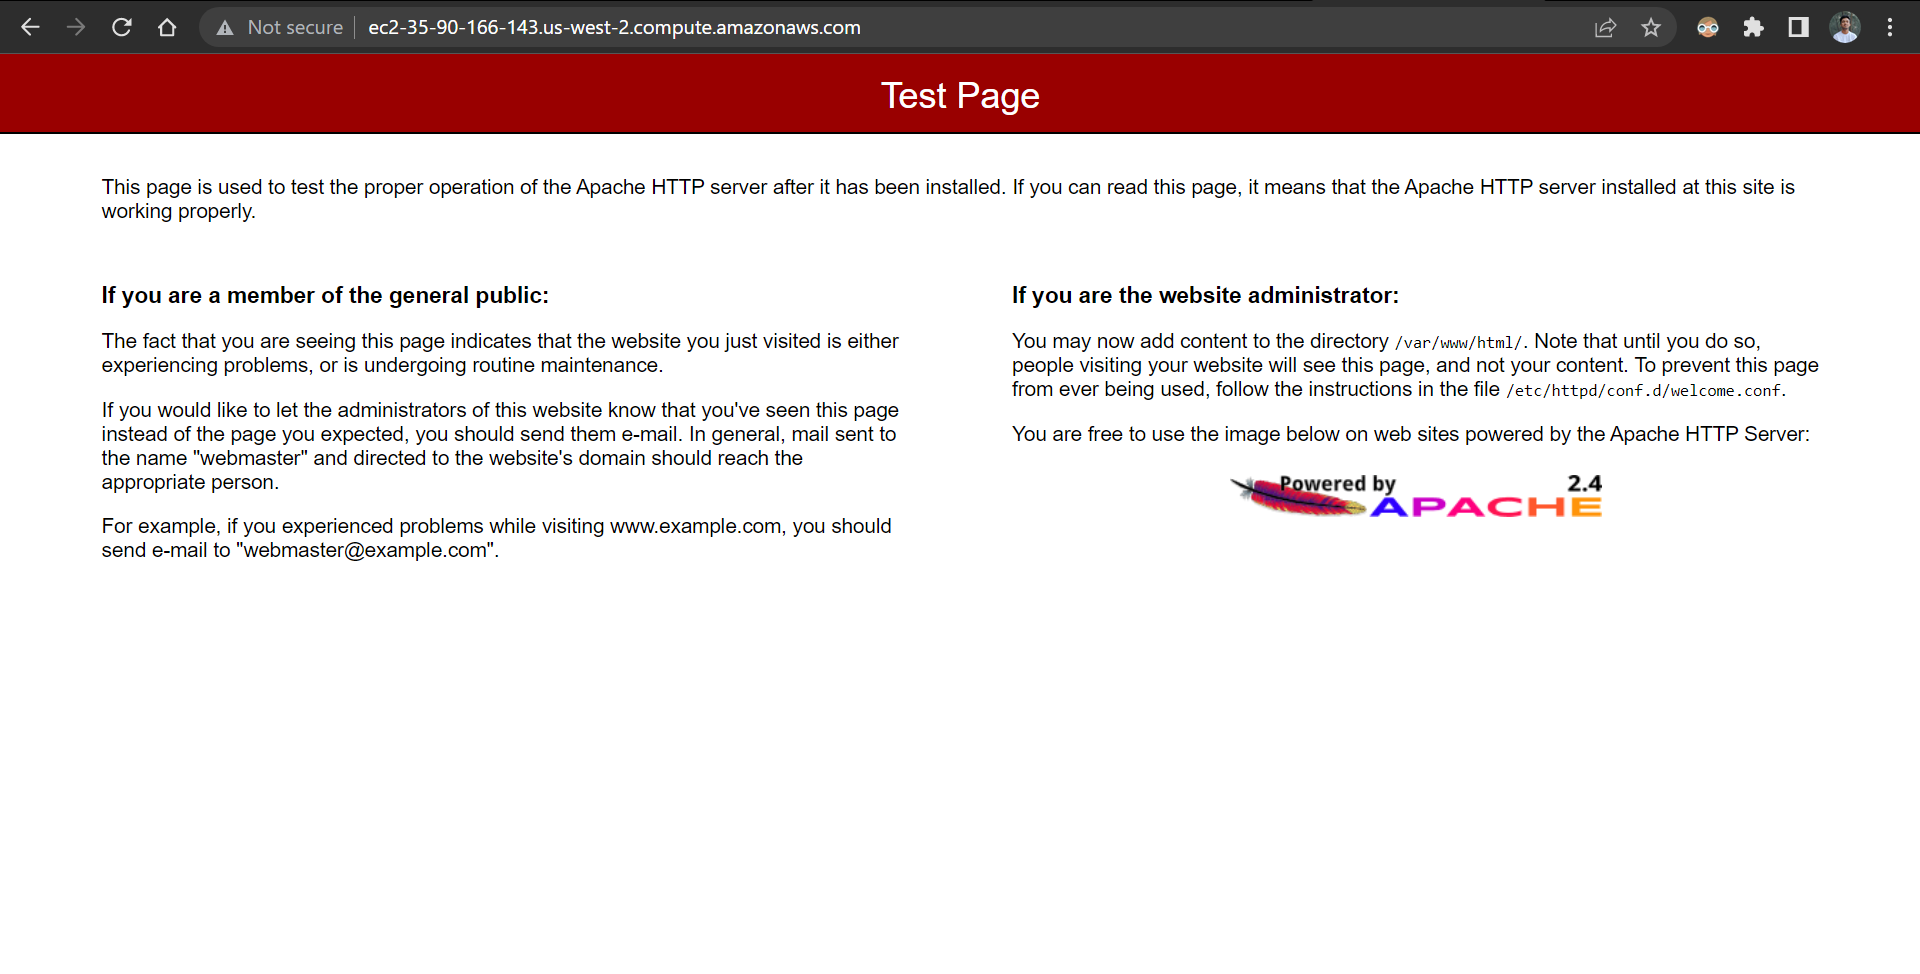 Not secure
ec2-35-90-166-143.us-west-2.compute.amazonaws.com
Test Page
This page is used to test the proper operation of the Apache HTTP server after it has been installed. If you can read this page, it means that the Apache HTTP server installed at this site is
working properly.
If you are a member of the general public:
The fact that you are seeing this page indicates that the website you just visited is either
experiencing problems, or is undergoing routine maintenance.
If you would like to let the administrators of this website know that you've seen this page
instead of the page you expected, you should send them e-mail. In general, mail sent to
the name "webmaster" and directed to the website's domain should reach the
appropriate person.
For example, if you experienced problems while visiting www.example.com, you should
send e-mail to "webmaster@example.com".
If you are the website administrator:
You may now add content to the directory /var/www/html/. Note that until you do so,
people visiting your website will see this page, and not your content. To prevent this page
from ever being used, follow the instructions in the file /etc/httpd/conf.d/welcome.conf.
You are free to use the image below on web sites powered by the Apache HTTP Server:
Powered by 2.4
APACHE